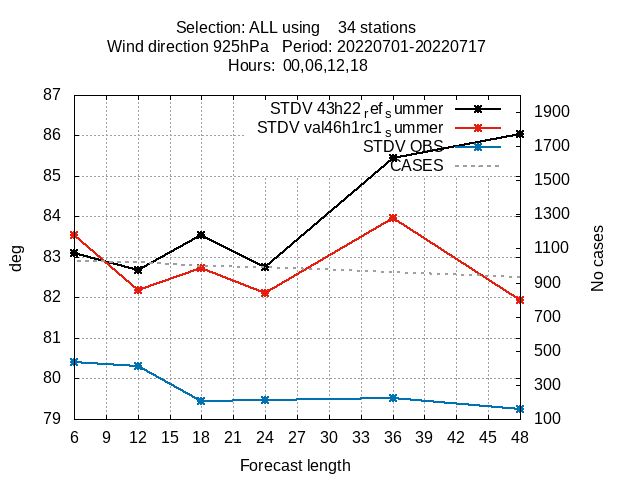 Selection: ALL using    34 stations
Wind direction 925hPa   Period: 20220701-20220717
Hours: 00,06,12,18
STDV 43h22refsummer
STDV val46h1rc1summer
STDV OBS
CASES
87
86
85
84
83
82
81
80
79
deg
1900
1700
1500
1300
1100
900
700
500
300
100
No cases
6 9 12 15 18 21 24 27 30 33 36 39 42 45 48
Forecast length